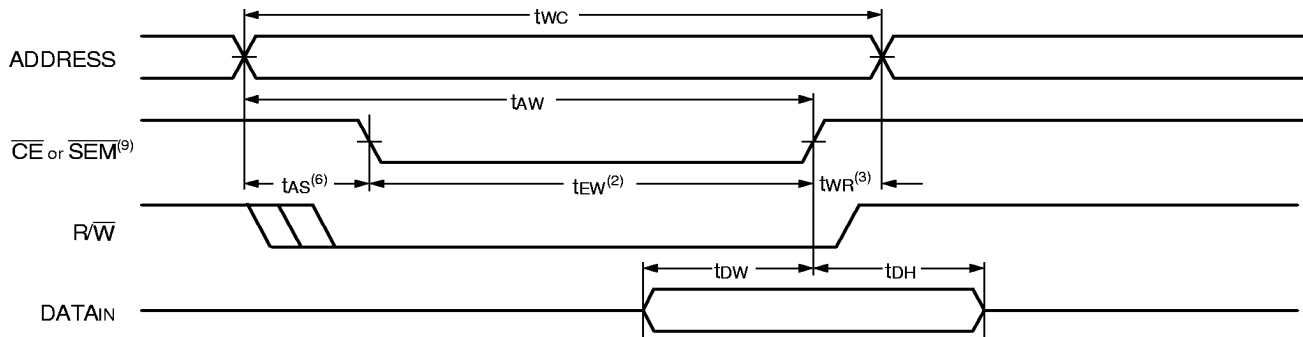 tWC
ADDRESS
tAW
CE or SEM(9)
tAS(6) tEW(2) tWR(3)
R/W
tDW tDH
DATAIN